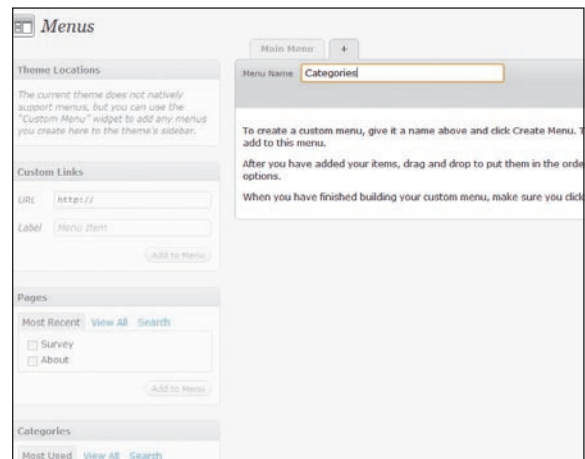 Menus
Main Menu +
Theme Locations
The current theme does not natively
support menus, but you can use the
"Custom Menu" widget to add any menus
you create here to the theme's sidebar.
Custom Links
URL http://
Label Menu Item
Add to Menu
Pages
Most Recent View All Search
Survey
About
Add to Menu
Categories
Most Used View All Search
Menu Name Categories
To create a custom menu, give it a name above and click Create Menu. T
add to this menu.
After you have added your items, drag and drop to put them in the orde
options.
When you have finished building your custom menu, make sure you click